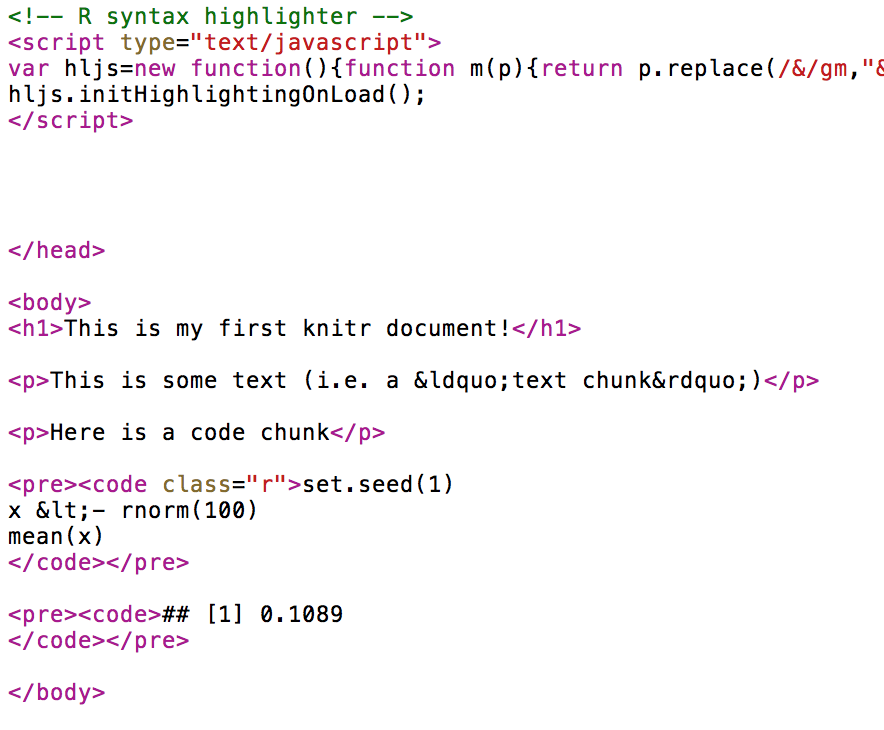 <!-- R syntax highlighter -->
<script type="text/javascript">
var hljs=new function(){function m(p){return p.replace(/&/gm,"&
hljs.initHighlightingOnLoad();
</script>
</head>
<body>
<h1>This is my first knitr document!</h1>
<p>This is some text (i.e. a &ldquo;text chunk&rdquo;)</p>
<p>Here is a code chunk</p>
<pre><code class="r">set.seed(1)
x &lt;- rnorm(100)
mean(x)
</code></pre>
<pre><code>## [1] 0.1089
</code></pre>
</body>